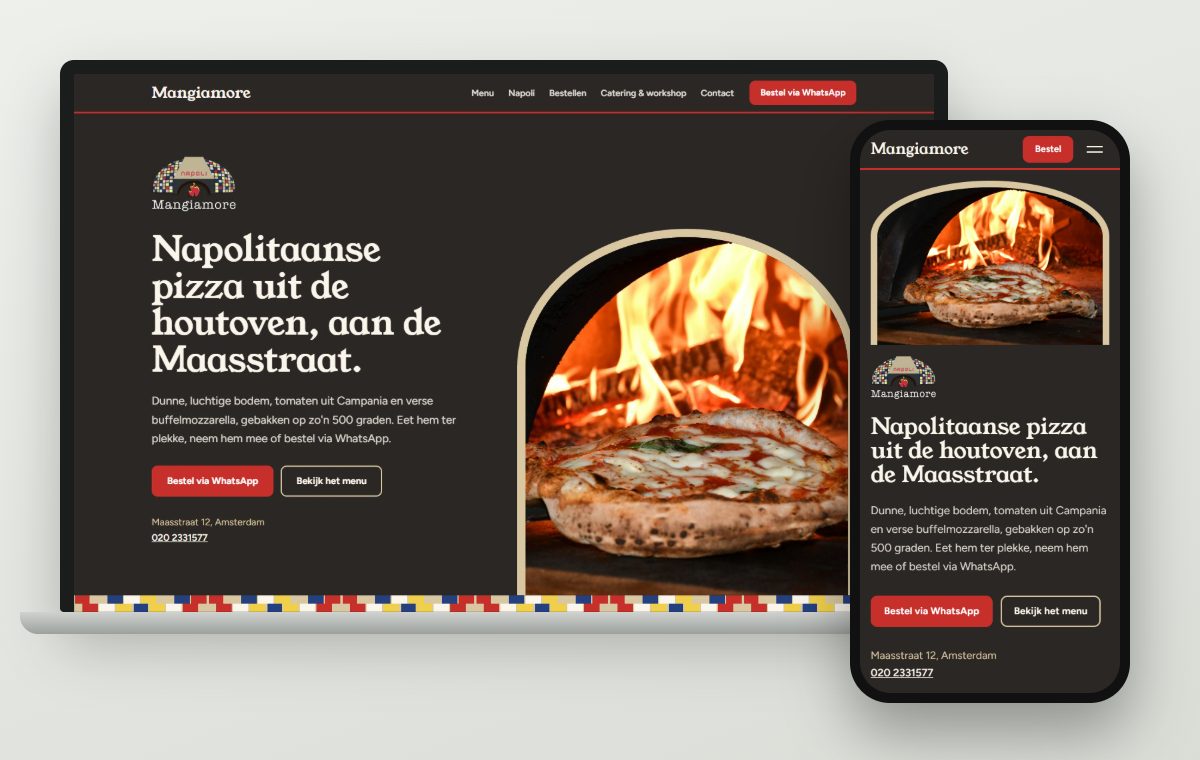 Mangiamore
Menu Napoli Bestellen Catering & workshop Contact Bestel via WhatsApp
NAPOLI
Mangiamore
Napolitaanse
pizza uit de
houtoven, aan de
Maasstraat.
Dunne, luchtige bodem, tomaten uit Campania en verse
buffelmozzarella, gebakken op zo'n 500 graden. Eet hem ter
plekke, neem hem mee of bestel via WhatsApp.
Bestel via WhatsApp Bekijk het menu
Maasstraat 12, Amsterdam
020 2331577
Mangiamore Bestel
NAPOLI
Mangiamore
Napolitaanse pizza
uit de houtoven, aan
de Maasstraat.
Dunne, luchtige bodem, tomaten uit Campania
en verse buffelmozzarella, gebakken op zo'n
500 graden. Eet hem ter plekke, neem hem
mee of bestel via WhatsApp.
Bestel via WhatsApp Bekijk het menu
Maasstraat 12, Amsterdam
020 2331577